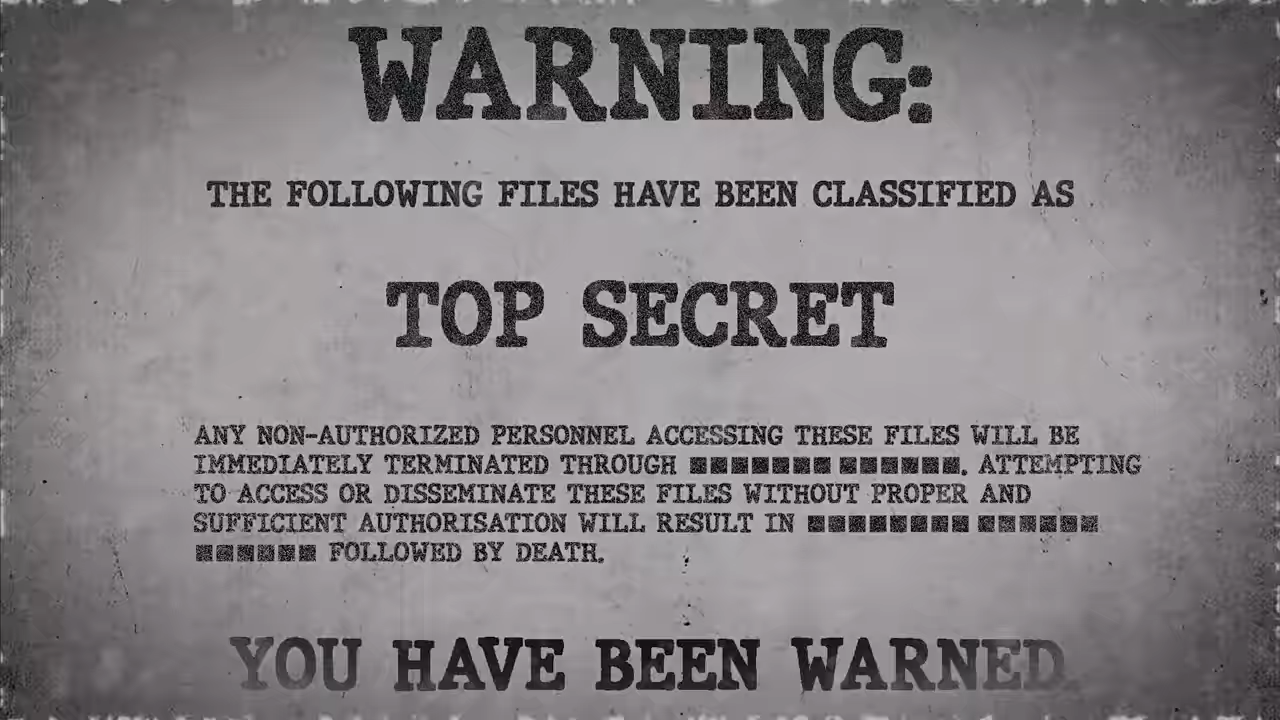 WARNING:
THE FOLLOWING FILES HAVE BEEN CLASSIFIED AS
TOP SECRET
ANY NON-AUTHORIZED PERSONNEL ACCESSING THESE FILES WILL BE
IMMEDIATELY TERMINATED THROUGH ■■■■■■■ ■■■■■■. ATTEMPTING
TO ACCESS OR DISSEMINATE THESE FILES WITHOUT PROPER AND
SUFFICIENT AUTHORISATION WILL RESULT IN ■■■■■■■■ ■■■■■■
■■■■■■ FOLLOWED BY DEATH.
YOU HAVE BEEN WARNED.